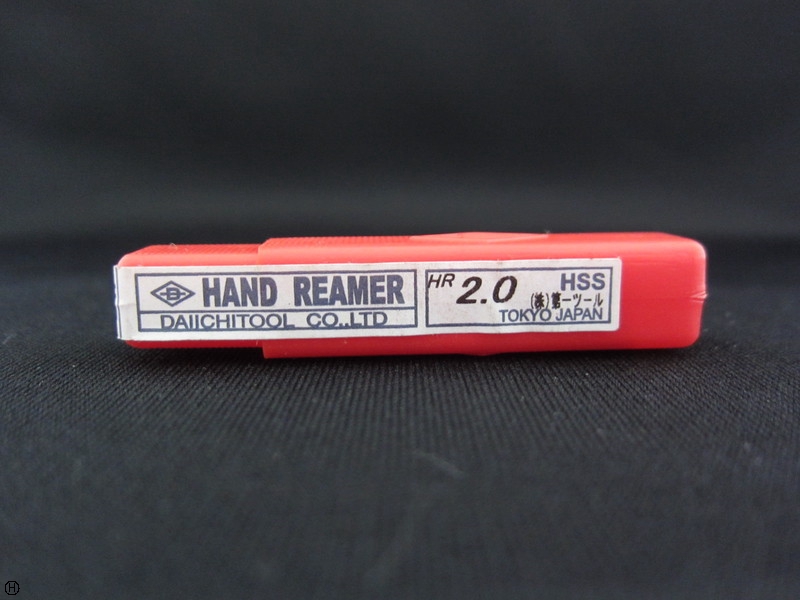 HAND REAMER
DAIICHITOOL CO.,LTD
HR 2.0 HSS
(株)第一ツール
TOKYO JAPAN
H